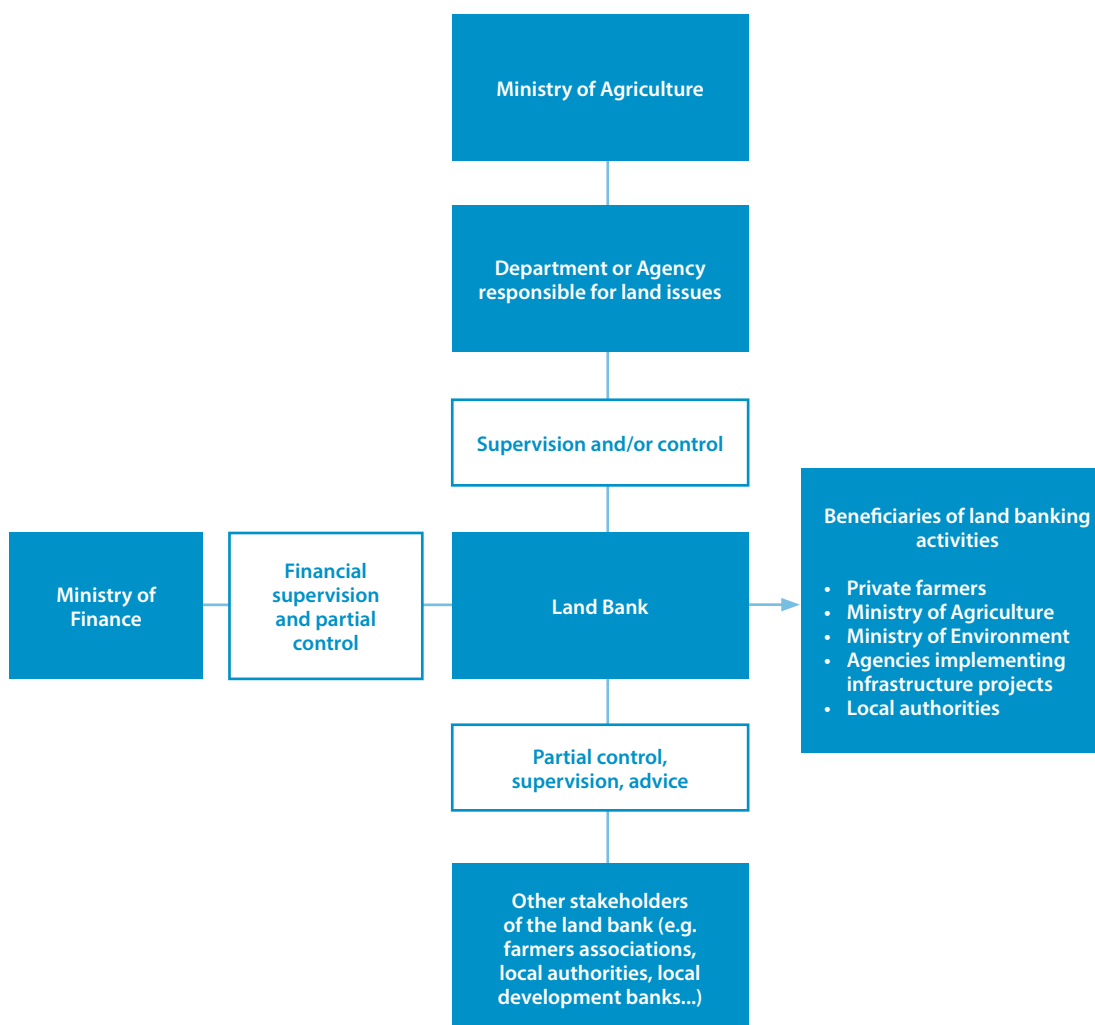 Ministry of Agriculture
Department or Agency
responsible for land issues
Supervision and/or control
Ministry of
Finance
Financial
supervision
and partial
control
Land Bank
Beneficiaries of land banking
activities
• Private farmers
• Ministry of Agriculture
• Ministry of Environment
• Agencies implementing
infrastructure projects
• Local authorities
Partial control,
supervision, advice
Other stakeholders
of the land bank (e.g.
farmers associations,
local authorities, local
development banks...)